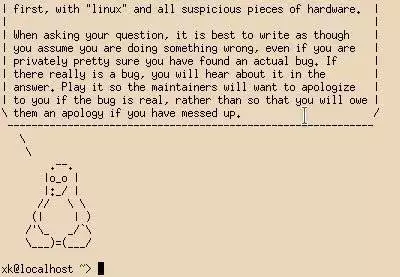 | first, with "linux" and all suspicious pieces of hardware. |
| |
| When asking your question, it is best to write as though |
| you assume you are doing something wrong, even if you are |
| privately pretty sure you have found an actual bug. If |
| there really is a bug, you will hear about it in the |
| answer. Play it so the maintainers will want to apologize |
| to you if the bug is real, rather than so that you will owe |
\ them an apology if you have messed up. /
 -------------------------------------------------------------
   \
    \
        .--.
       |o_o |
       |:_/ |
      //   \ \
     (|     | )
    /'\_   _/`\
    \___)=(___/
xk@localhost ~>